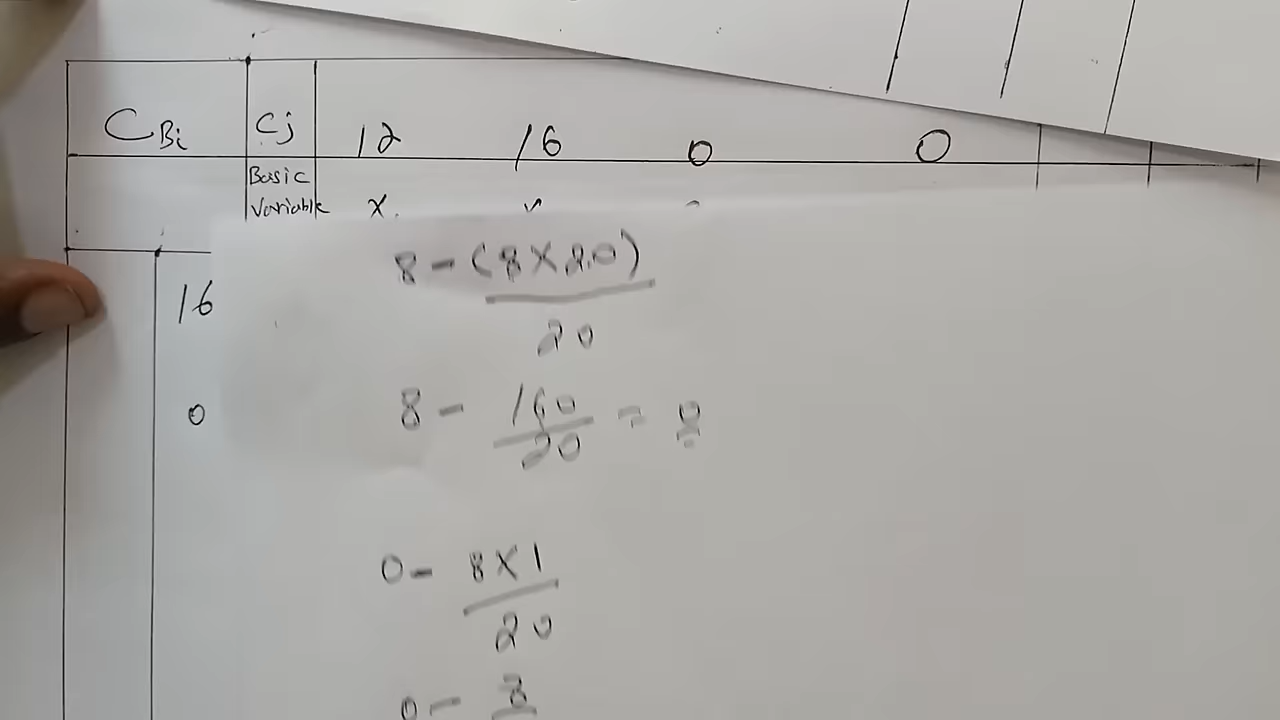 CBi Cj 12 16 0 0
Basic
Variable x
8 - (8×20)
16
20
8 - 160 =
0
20
0 - 8×1
20
0 -